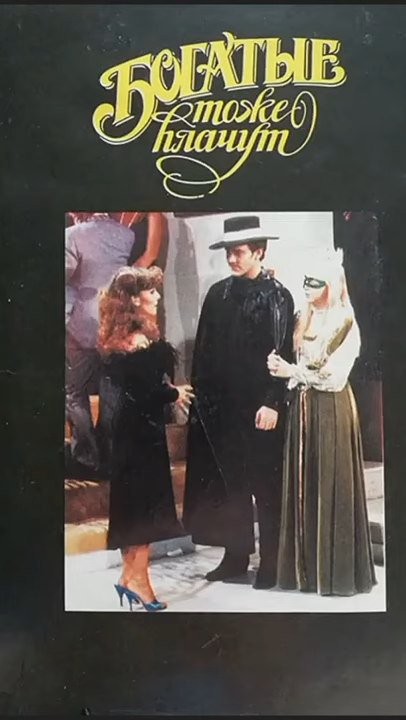 БОГАТЫЕ
тоже
плачут